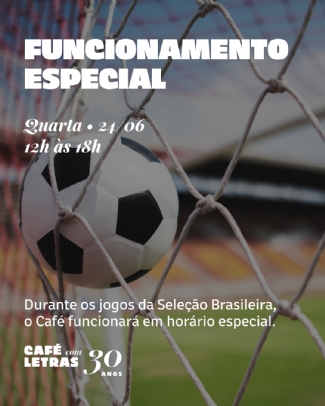 FUNCIONAMENTO
ESPECIAL
Quarta • 24/06
12h às 18h
Durante os jogos da Seleção Brasileira,
o Café funcionará em horário especial.
CAFÉ com
LETRAS 30
ANOS